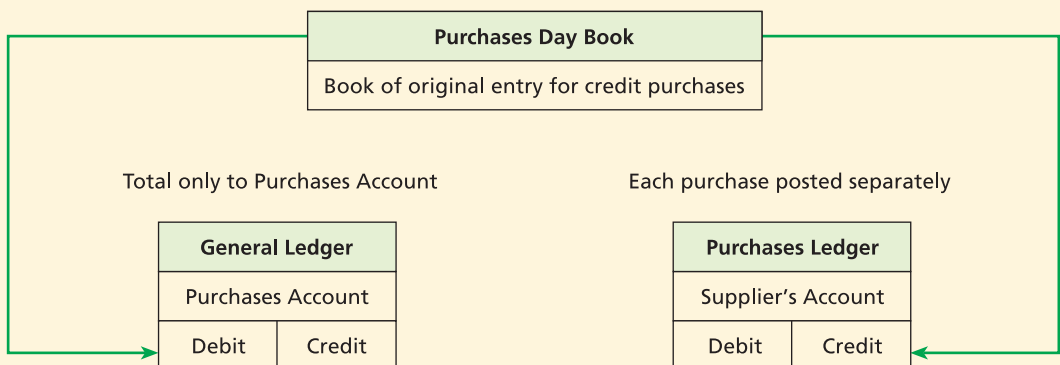 Purchases Day Book
Book of original entry for credit purchases
Total only to Purchases Account
Each purchase posted separately
General Ledger
Purchases Account
Debit
Credit
Purchases Ledger
Supplier’s Account
Debit
Credit